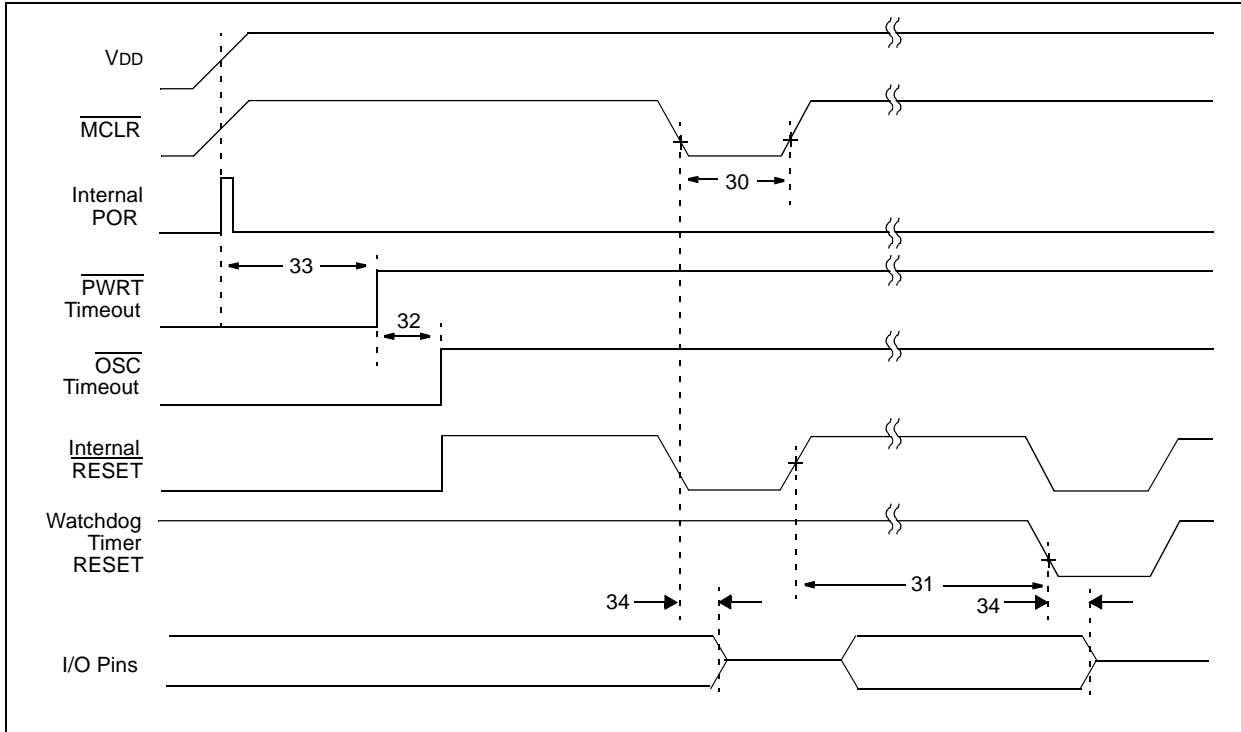 VDD
MCLR
30
Internal
POR
33
PWRT
Timeout
32
OSC
Timeout
Internal
RESET
Watchdog
Timer
RESET
31
34
34
I/O Pins